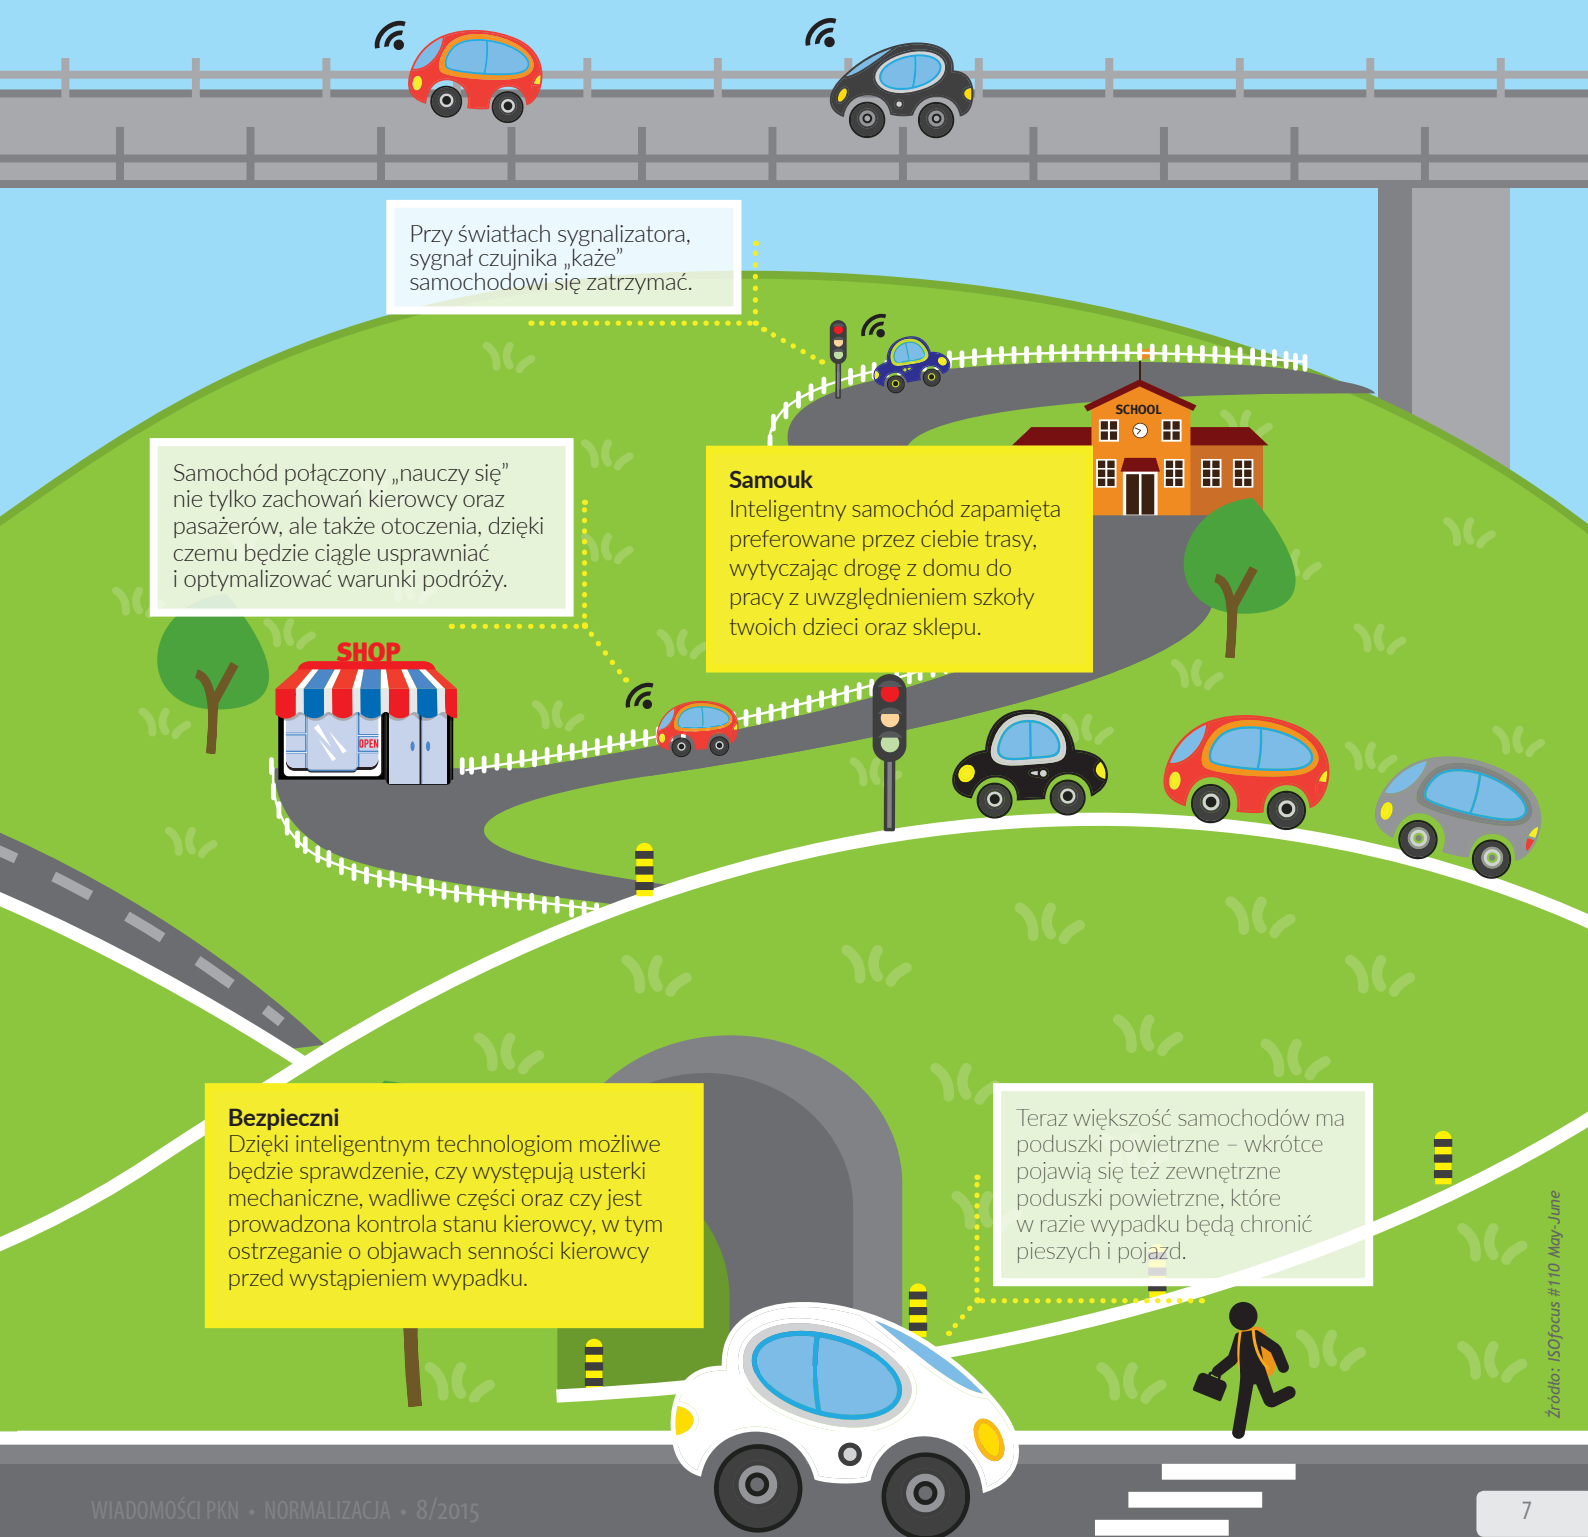 Przy światłach sygnalizatora,
sygnał czujnika „każe”
samochodowi się zatrzymać.
SCHOOL
Samochód połączony „nauczy się”
nie tylko zachowań kierowcy oraz
pasażerów, ale także otoczenia, dzięki
czemu będzie ciągle usprawniać
i optymalizować warunki podróży.
Samouk
Inteligentny samochód zapamięta
preferowane przez ciebie trasy,
wytyczając drogę z domu do
pracy z uwzględnieniem szkoły
twoich dzieci oraz sklepu.
SHOP
OPEN
Bezpieczni
Dzięki inteligentnym technologiom możliwe
będzie sprawdzenie, czy występują usterki
mechaniczne, wadliwe części oraz czy jest
prowadzona kontrola stanu kierowcy, w tym
ostrzeganie o objawach senności kierowcy
przed wystąpieniem wypadku.
Teraz większość samochodów ma
poduszki powietrzne – wkrótce
pojawią się też zewnętrzne
poduszki powietrzne, które
w razie wypadku będą chronić
pieszych i pojazd.
Źródło: ISOfocus #110 May-June
WIADOMOŚCI PKN • NORMALIZACJA • 8/2015
7